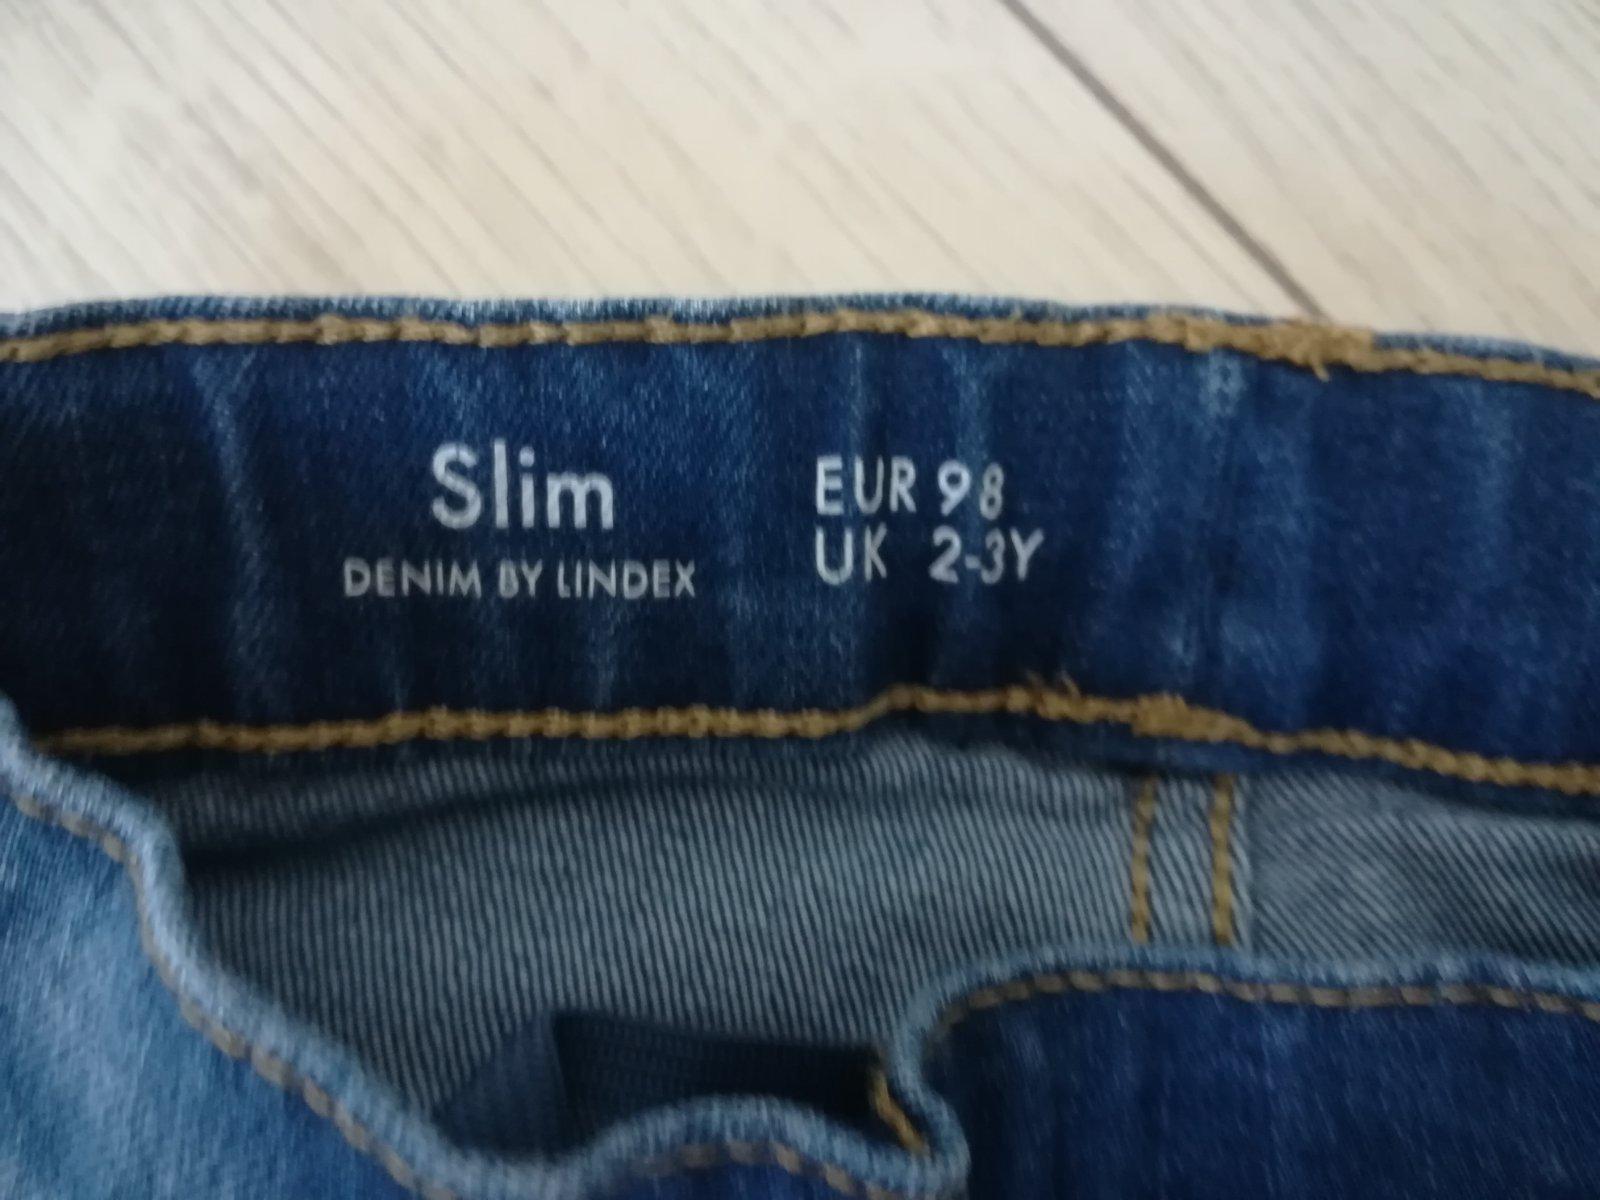 Slim
DENIM BY LINDEX
EUR 98
UK 2-3Y